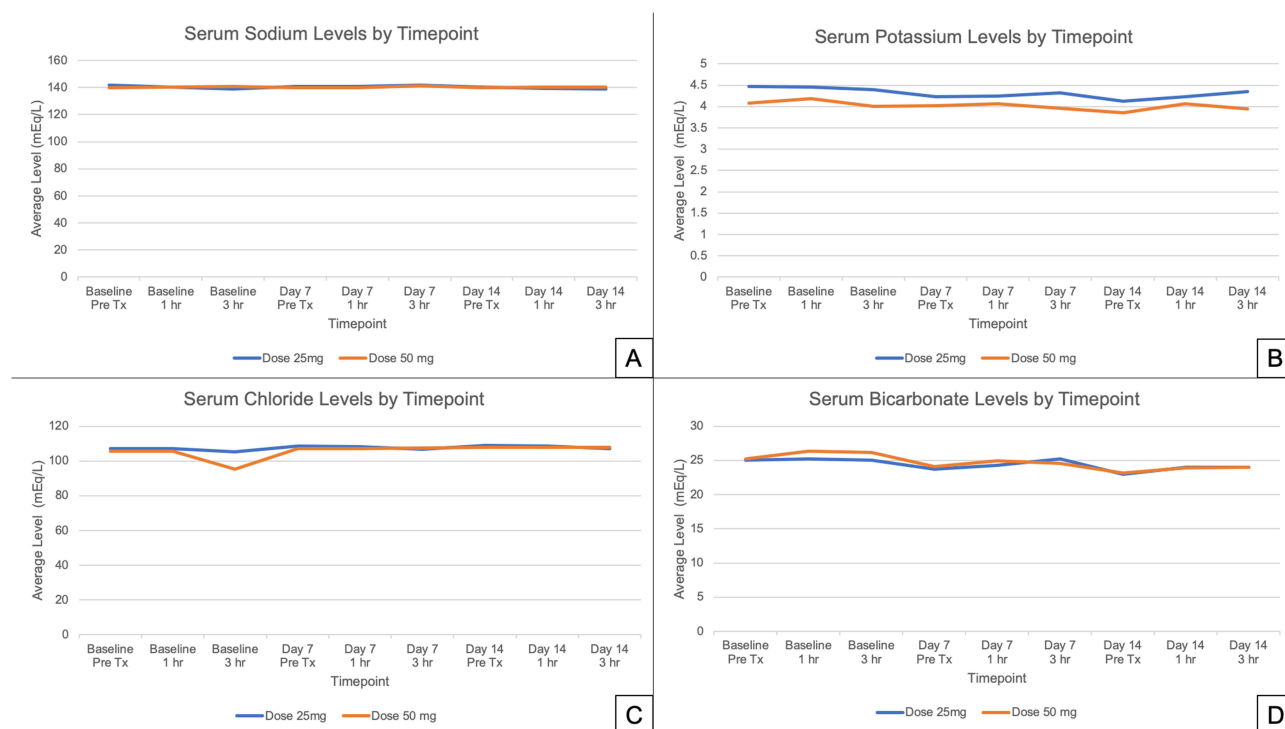 Serum Sodium Levels by Timepoint
Average Level (mEq/L)
160
140
120
100
80
60
40
20
0
Baseline Baseline Baseline Day 7 Day 7 Day 7 Day 14 Day 14 Day 14
Pre Tx 1 hr 3 hr Pre Tx 1 hr 3 hr Pre Tx 1 hr 3 hr
Timepoint
Dose 25mg Dose 50 mg
A
Serum Potassium Levels by Timepoint
Average Level (mEq/L)
5
4.5
4
3.5
3
2.5
2
1.5
1
0.5
0
Baseline Baseline Baseline Day 7 Day 7 Day 7 Day 14 Day 14 Day 14
Pre Tx 1 hr 3 hr Pre Tx 1 hr 3 hr Pre Tx 1 hr 3 hr
Timepoint
Dose 25mg Dose 50 mg
B
Serum Chloride Levels by Timepoint
Average Level (mEq/L)
120
100
80
60
40
20
0
Baseline Baseline Baseline Day 7 Day 7 Day 7 Day 14 Day 14 Day 14
Pre Tx 1 hr 3 hr Pre Tx 1 hr 3 hr Pre Tx 1 hr 3 hr
Timepoint
Dose 25mg Dose 50 mg
C
Serum Bicarbonate Levels by Timepoint
Average Level (mEq/L)
30
25
20
15
10
5
0
Baseline Baseline Baseline Day 7 Day 7 Day 7 Day 14 Day 14 Day 14
Pre Tx 1 hr 3 hr Pre Tx 1 hr 3 hr Pre Tx 1 hr 3 hr
Timepoint
Dose 25mg Dose 50 mg
D